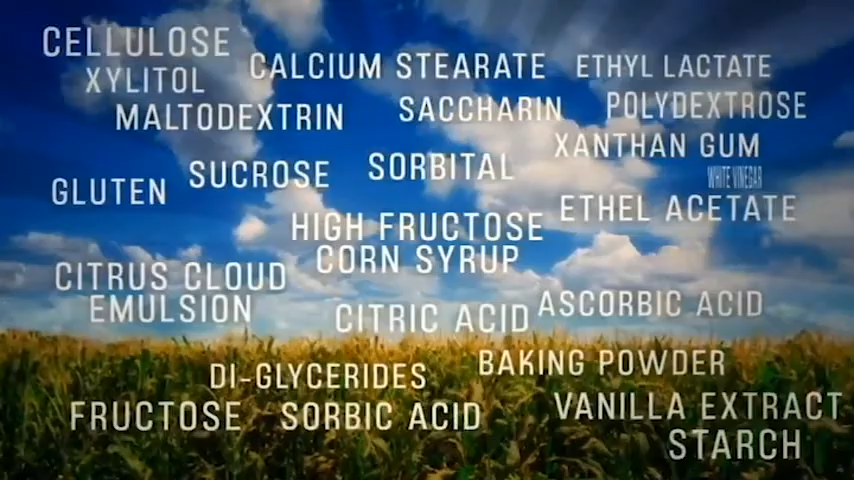 CELLULOSE
CALCIUM STEARATE
ETHYL LACTATE
XYLITOL
MALTODEXTRIN
SACCHARIN
POLYDEXTROSE
XANTHAN GUM
GLUTEN
SUCROSE
SORBITAL
WHITE VINEGAR
ETHEL ACETATE
HIGH FRUCTOSE
CORN SYRUP
CITRUS CLOUD
EMULSION
CITRIC ACID
ASCORBIC ACID
DI-GLYCERIDES
BAKING POWDER
FRUCTOSE
SORBIC ACID
VANILLA EXTRACT
STARCH